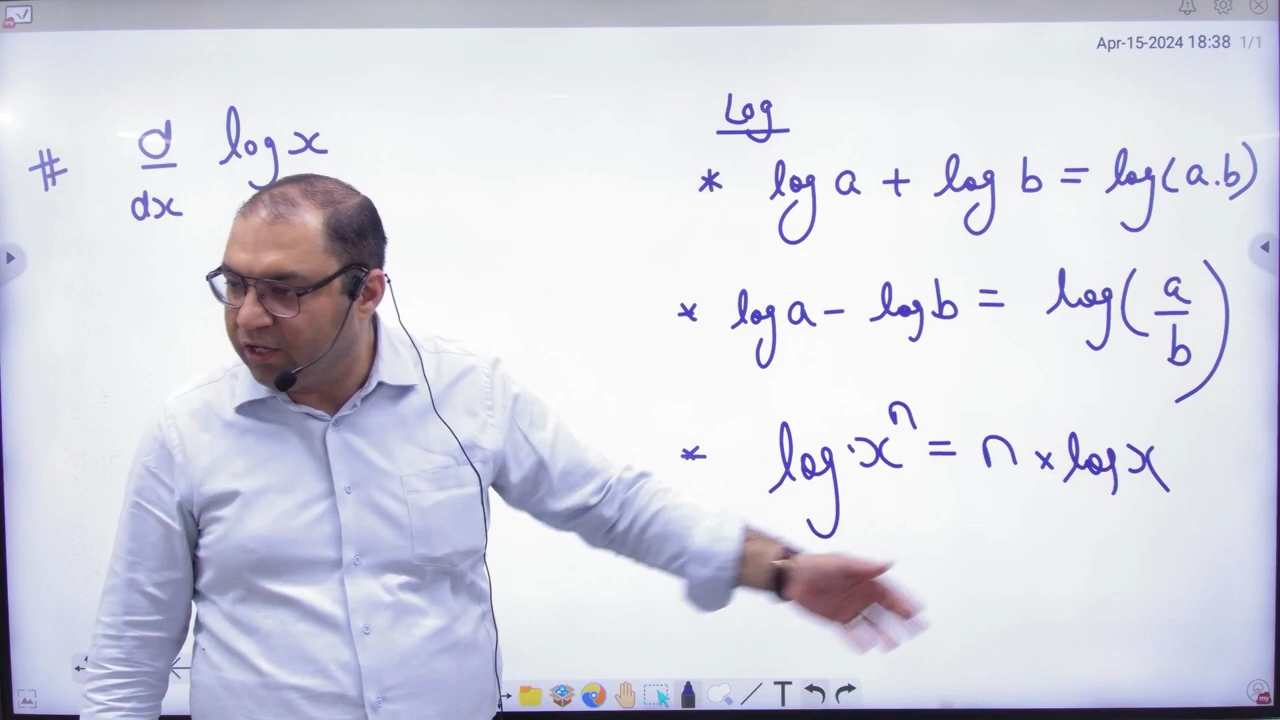 Apr-15-2024 18:38 1/1
# d/dx log x
Log
* log a + log b = log(a.b)
* log a - log b = log(a/b)
* log x^n = n × log x
T